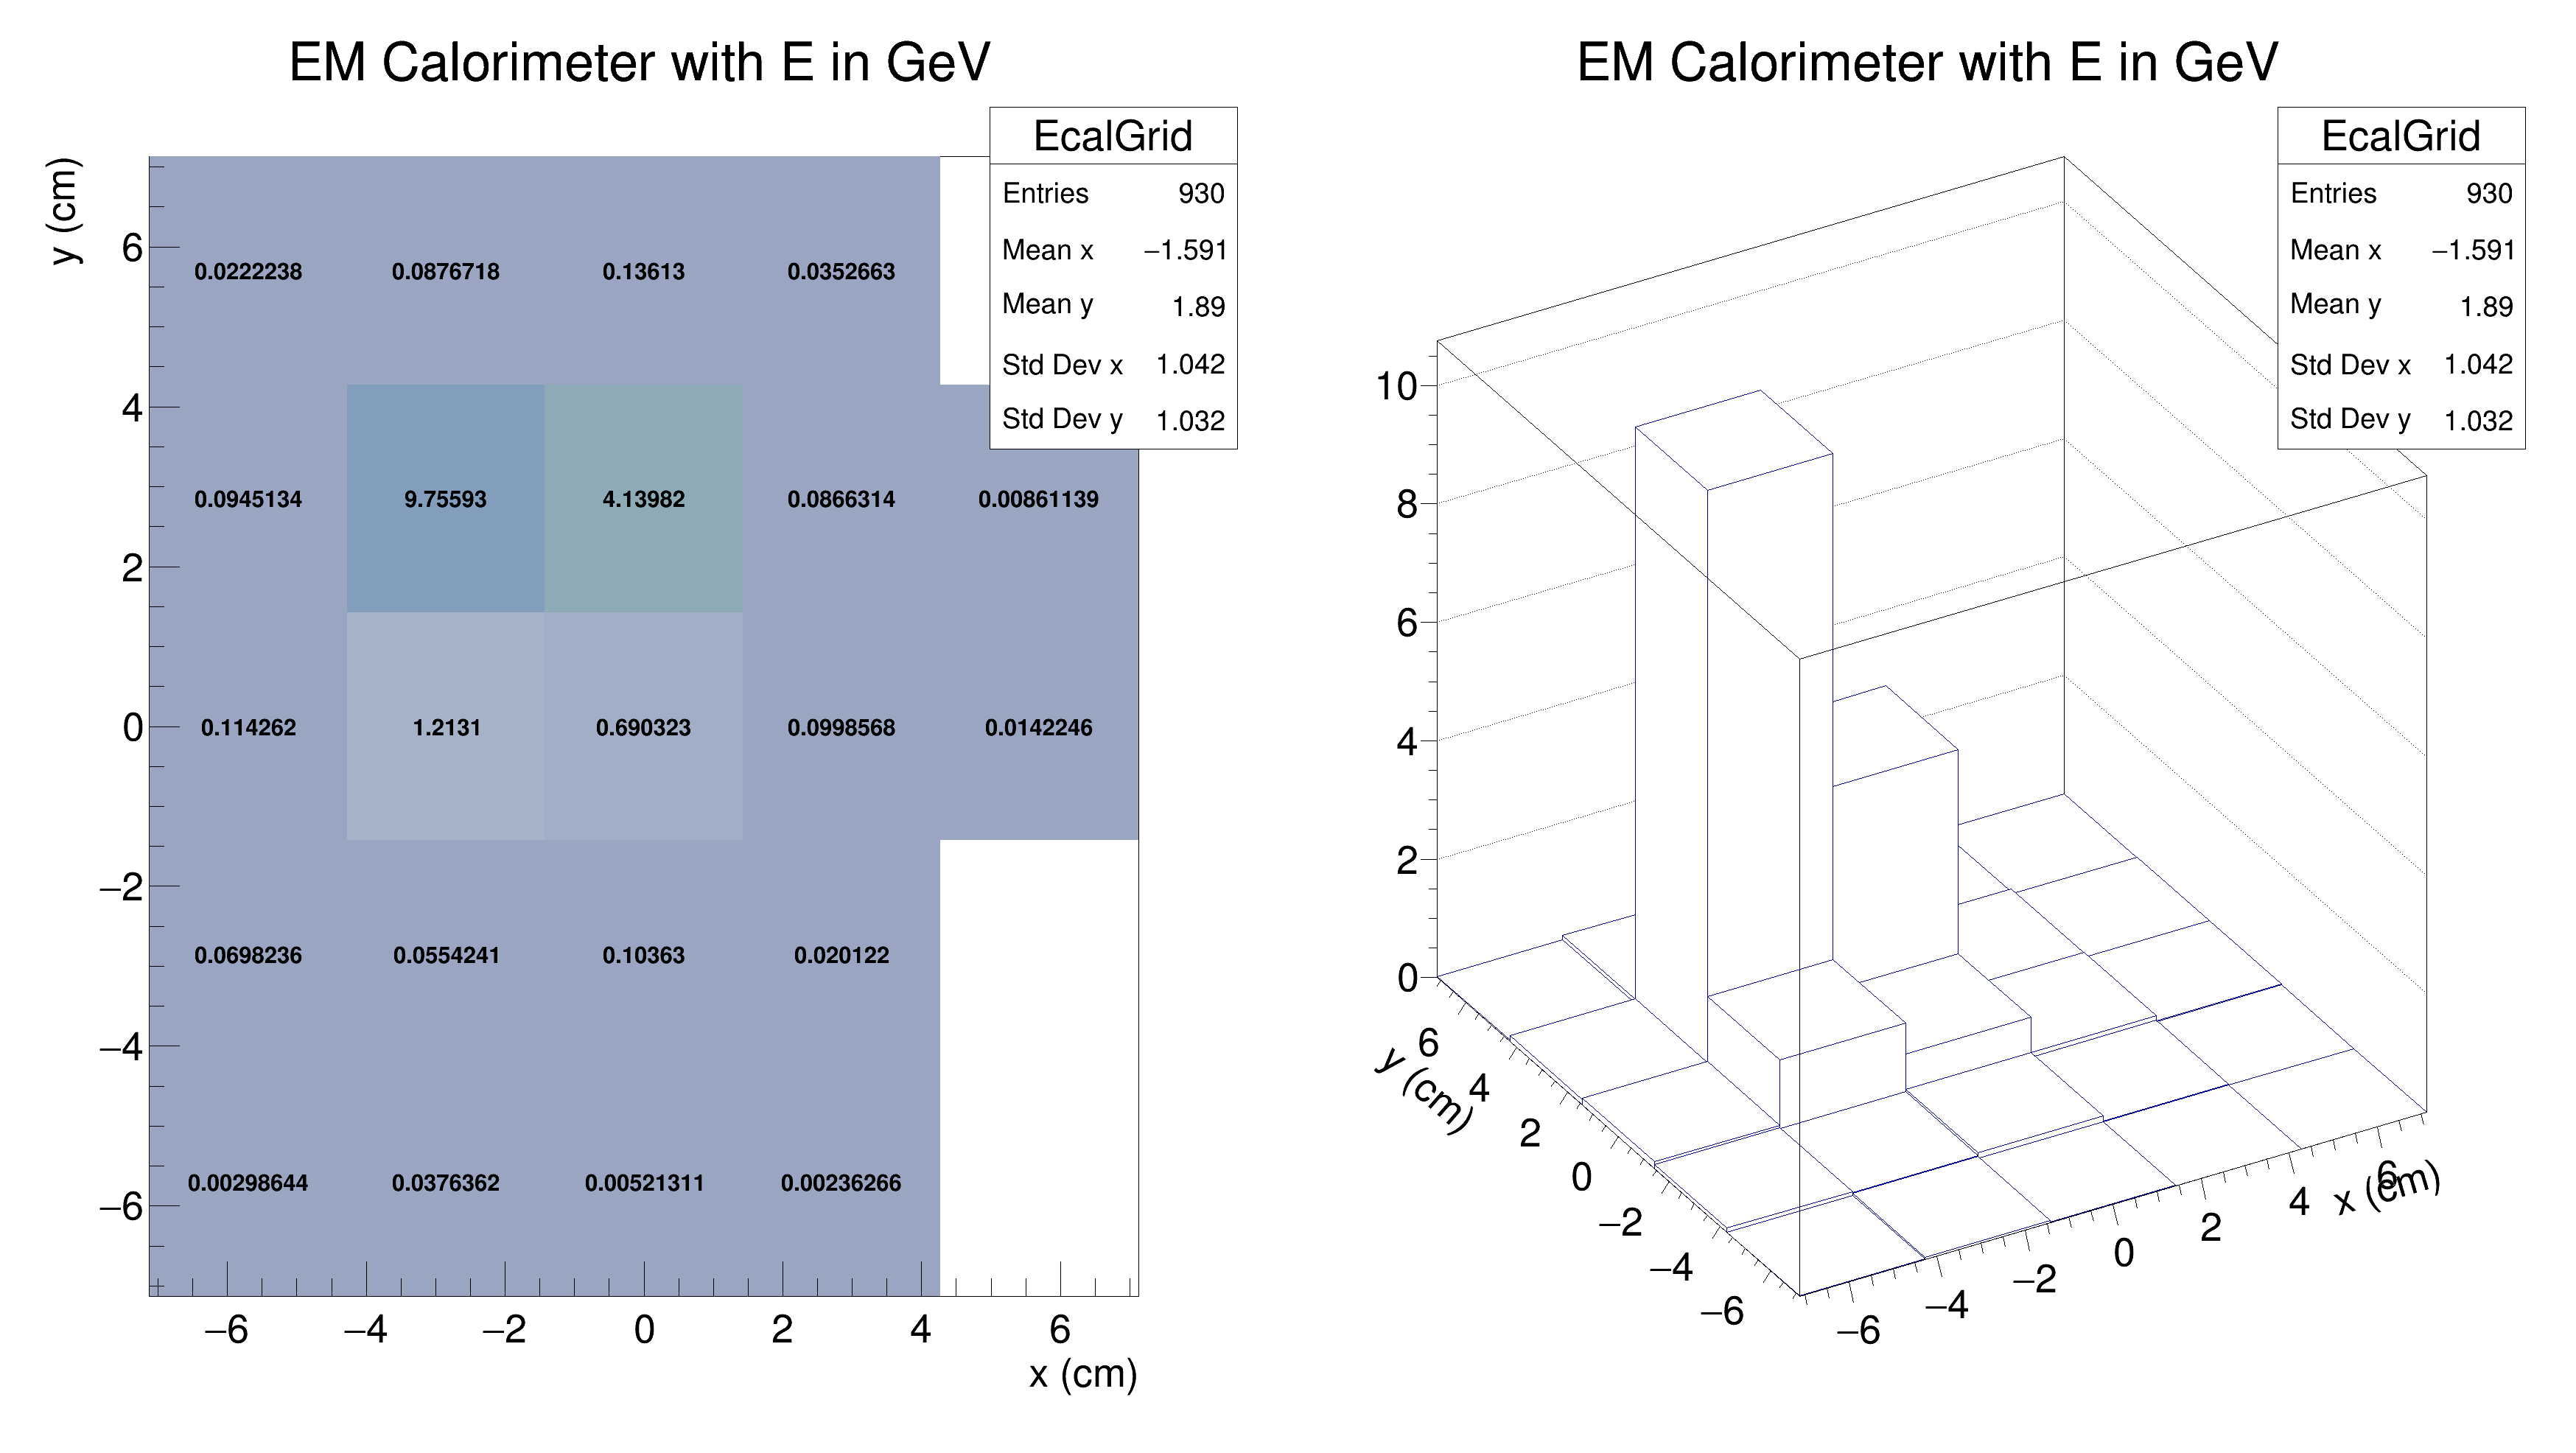 EM Calorimeter with E in GeV
EcalGrid
Entries 930
Mean x −1.591
Mean y 1.89
Std Dev x 1.042
Std Dev y 1.032
y (cm)
6
4
2
0
−2
−4
−6
0.0222238 0.0876718 0.13613 0.0352663
0.0945134 9.75593 4.13982 0.0866314 0.00861139
0.114262 1.2131 0.690323 0.0998568 0.0142246
0.0698236 0.0554241 0.10363 0.020122
0.00298644 0.0376362 0.00521311 0.00236266
−6 −4 −2 0 2 4 6
x (cm)
EM Calorimeter with E in GeV
EcalGrid
Entries 930
Mean x −1.591
Mean y 1.89
Std Dev x 1.042
Std Dev y 1.032
10
8
6
4
2
0
y (cm)
6
4
2
0
−2
−4
−6
−6
−4
−2
0
2
4
6
x (cm)